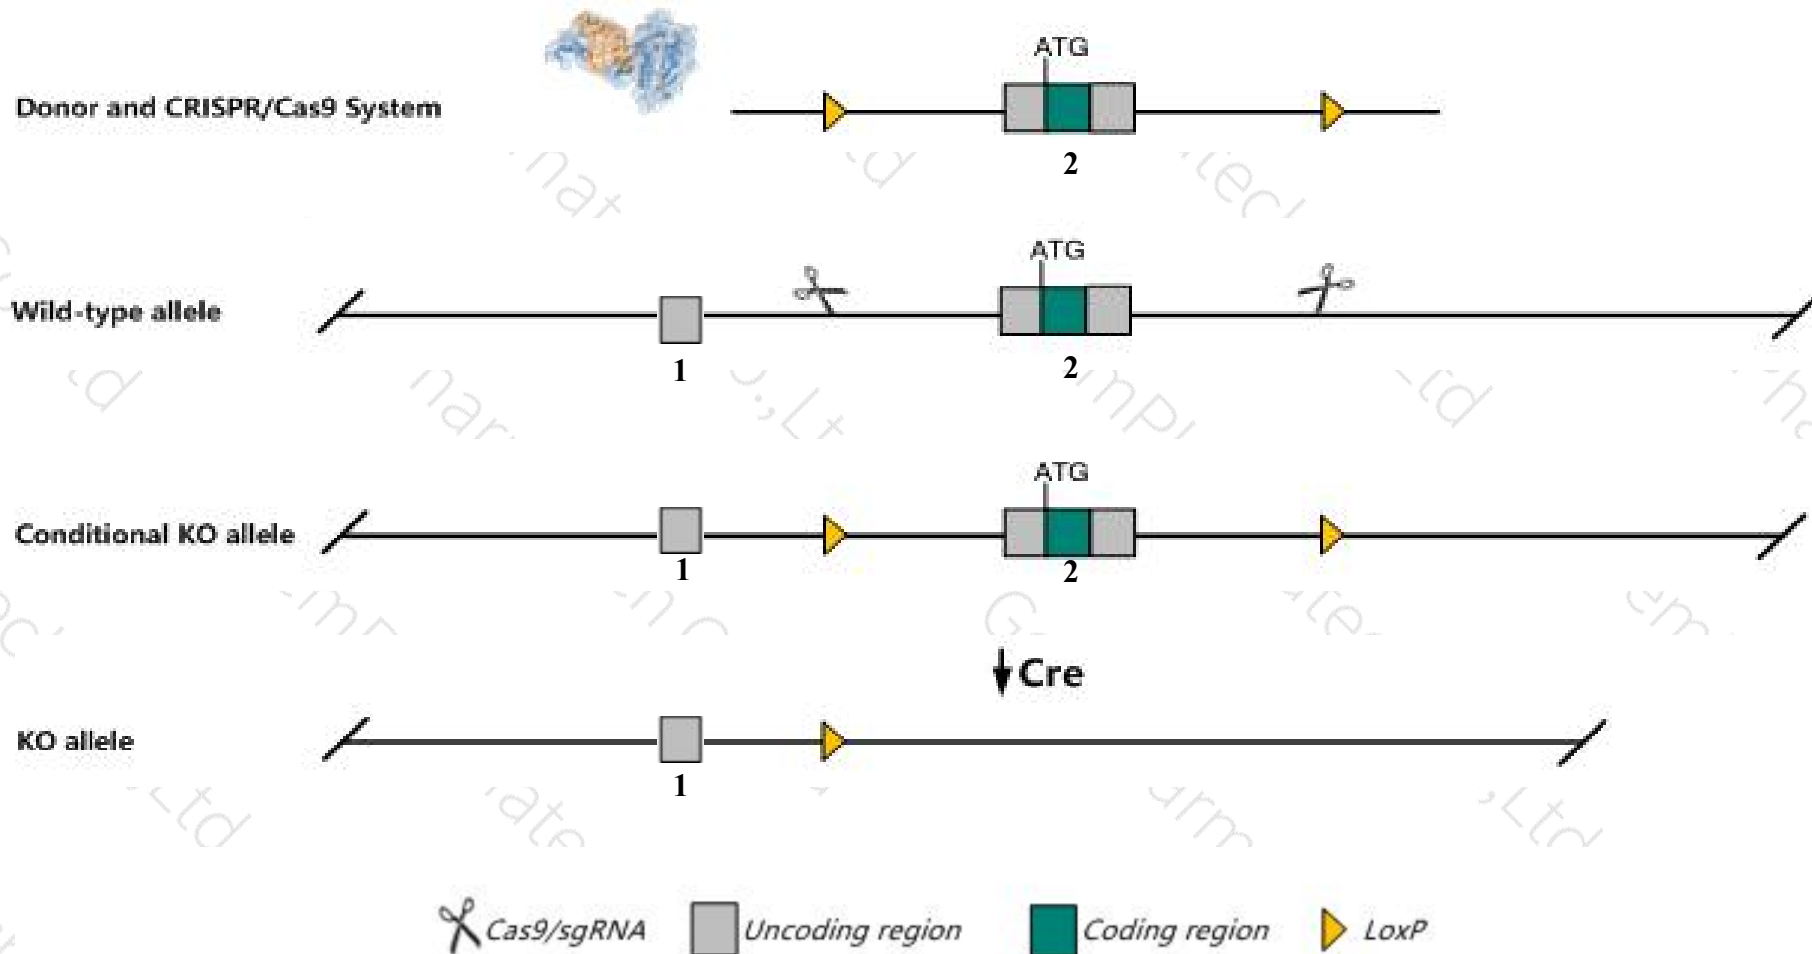 ATG
Donor and CRISPR/Cas9 System
2
ATG
Wild-type allele
1
2
ATG
Conditional KO allele
1
2
Cre
KO allele
1
Cas9/sgRNA
Uncoding region
Coding region
LoxP